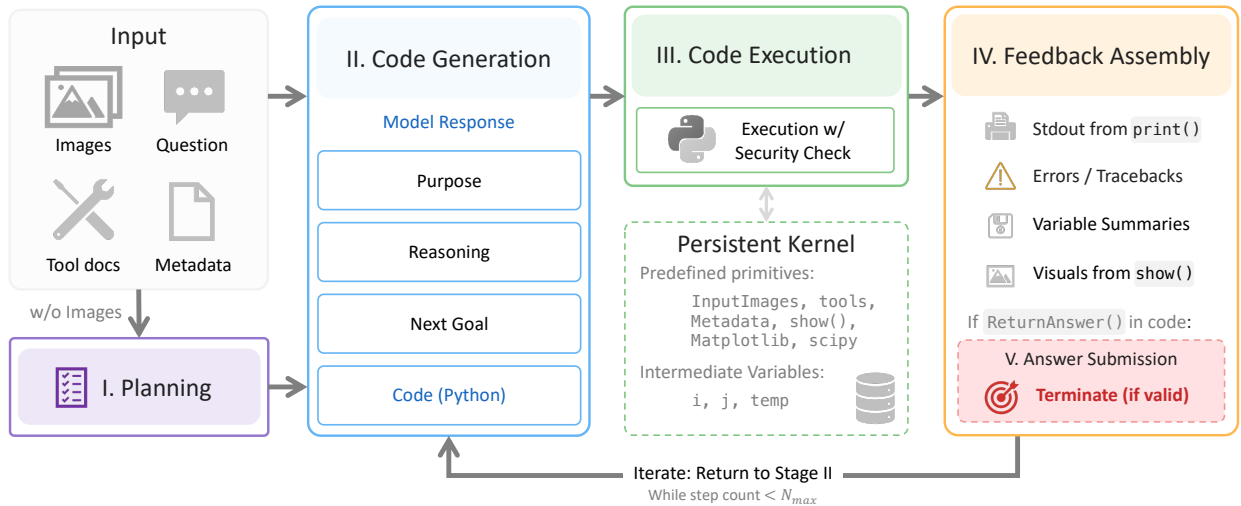 Input
Images
Question
Tool docs
Metadata
w/o Images
I. Planning
II. Code Generation
Model Response
Purpose
Reasoning
Next Goal
Code (Python)
III. Code Execution
Execution w/
Security Check
Persistent Kernel
Predefined primitives:
InputImages, tools,
Metadata, show(),
Matplotlib, scipy
Intermediate Variables:
i, j, temp
IV. Feedback Assembly
Stdout from print()
Errors / Tracebacks
Variable Summaries
Visuals from show()
If ReturnAnswer() in code:
V. Answer Submission
Terminate (if valid)
Iterate: Return to Stage II
While step count < N_max